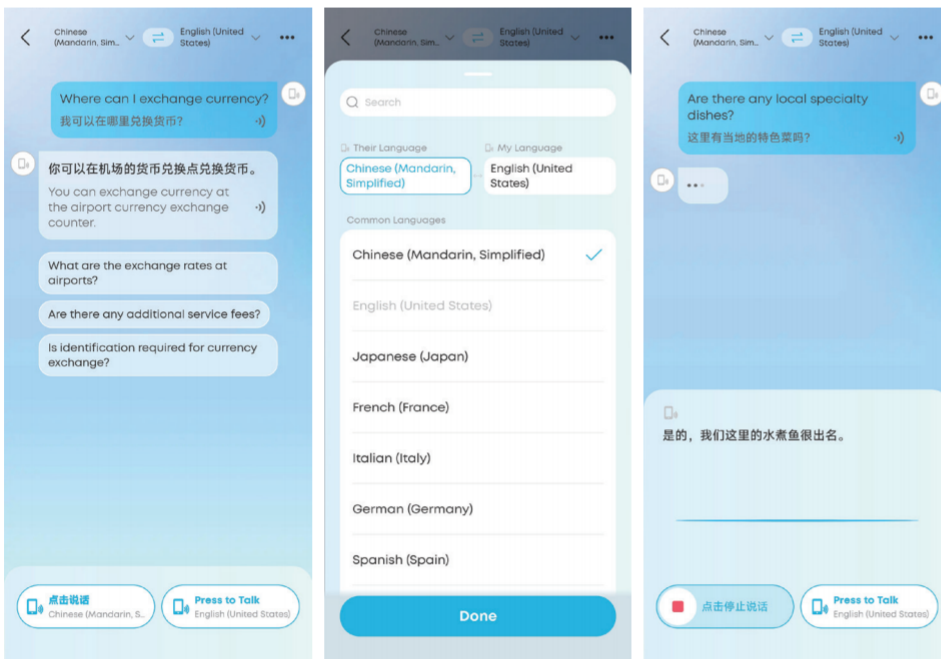 Chinese
(Mandarin, Sim...
English (United
States)
Where can I exchange currency?
我可以在哪里兑换货币？
你可以在机场的货币兑换点兑换货币。
You can exchange currency at
the airport currency exchange
counter.
What are the exchange rates at
airports?
Are there any additional service fees?
Is identification required for currency
exchange?
点击说话
Chinese (Mandarin, S...
Press to Talk
English (United States)
Chinese
(Mandarin, Sim...
English (United
States)
Search
Their Language
My Language
Chinese (Mandarin,
Simplified)
English (United
States)
Common Languages
Chinese (Mandarin, Simplified)
English (United States)
Japanese (Japan)
French (France)
Italian (Italy)
German (Germany)
Spanish (Spain)
Done
Chinese
(Mandarin, Sim...
English (United
States)
Are there any local specialty
dishes?
这里有当地的特色菜吗？
是的，我们这里的水煮鱼很出名。
点击停止说话
Press to Talk
English (United States)